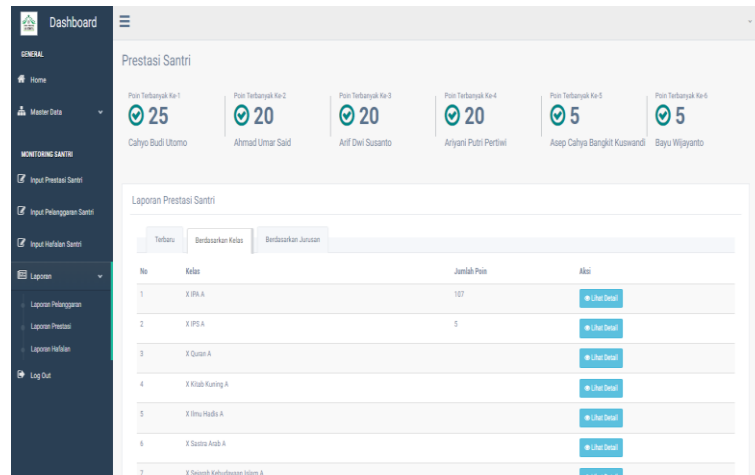 Dashboard
GENERAL
Home
Master Data
MONITORING SANTRI
Input Prestasi Santri
Input Pelanggaran Santri
Input Hafalan Santri
Laporan
Laporan Pelanggaran
Laporan Prestasi
Laporan Hafalan
Log Out
Prestasi Santri
Poin Terbanyak Ke-1
25
Cahyo Budi Utomo
Poin Terbanyak Ke-2
20
Ahmad Umar Said
Poin Terbanyak Ke-3
20
Arif Dwi Susanto
Poin Terbanyak Ke-4
20
Ariyani Putri Pertiwi
Poin Terbanyak Ke-5
5
Asep Cahya Bangkit Kuswandi
Poin Terbanyak Ke-6
5
Bayu Wijayanto
Laporan Prestasi Santri
Terbaru Berdasarkan Kelas Berdasarkan Jurusan
No Kelas Jumlah Poin Aksi
1 X IPA A 107 Lihat Detail
2 X IPS A 5 Lihat Detail
3 X Quran A Lihat Detail
4 X Kitab Kuning A Lihat Detail
5 X Ilmu Hadis A Lihat Detail
6 X Sastra Arab A Lihat Detail
7 X Sejarah Kebudayaan Islam A Lihat Detail